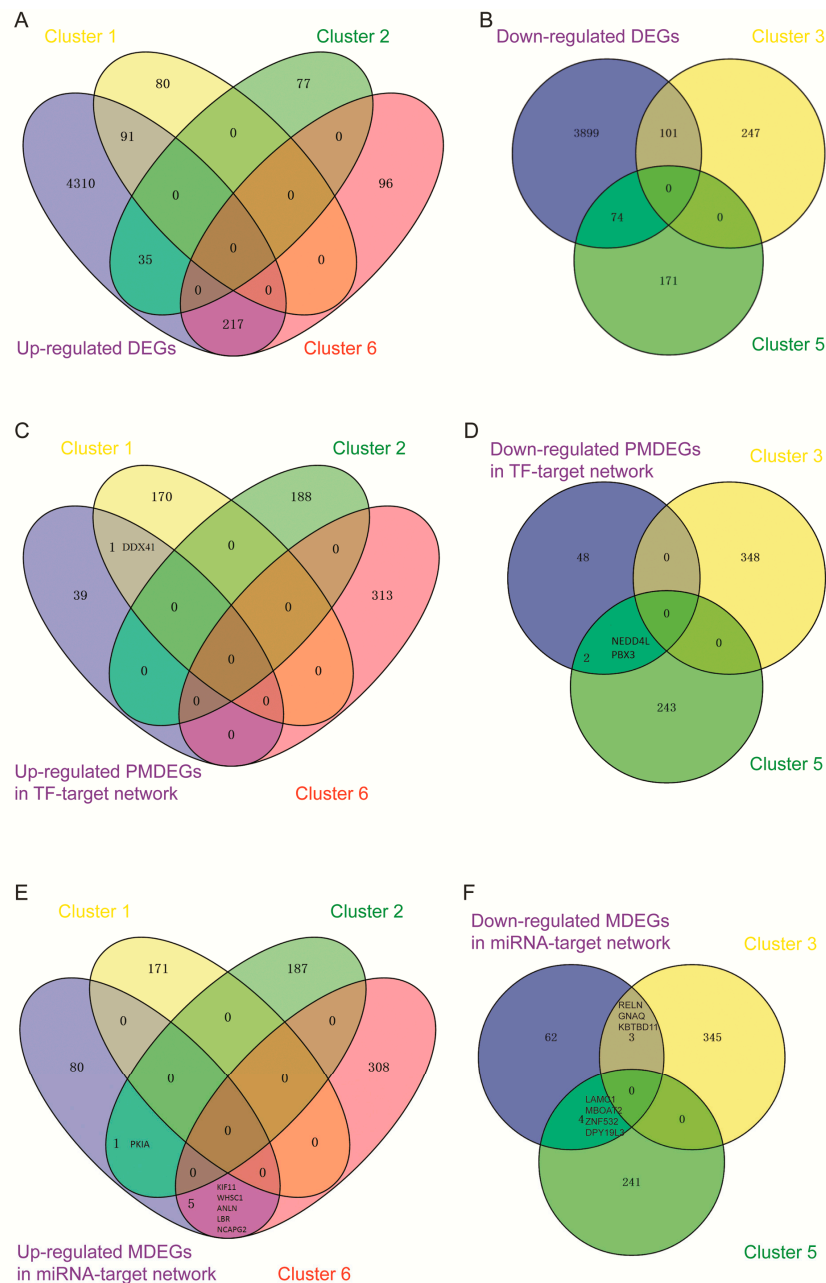 A
Cluster 1
Cluster 2
80
77
91
0
0
4310
96
0
0
0
35
0
0
0
217
Up-regulated DEGs
Cluster 6
B
Down-regulated DEGs
Cluster 3
3899
101
247
0
74
0
171
Cluster 5
C
Cluster 1
Cluster 2
170
188
1 DDX41
0
0
39
313
0
0
0
0
0
0
0
0
Up-regulated PMDEGs
in TF-target network
Cluster 6
D
Down-regulated PMDEGs
in TF-target network
Cluster 3
48
0
348
0
NEDD4L
PBX3
2
0
243
Cluster 5
E
Cluster 1
Cluster 2
171
187
0
0
0
80
308
0
0
0
1 PKIA
0
0
0
KIF11
WHSC1
5 ANLN
LBR
NCAPG2
Up-regulated MDEGs
in miRNA-target network
Cluster 6
F
Down-regulated MDEGs
in miRNA-target network
Cluster 3
RELN
GNAQ
KBTBD11
62
3
345
0
LAMC1
MBOAT2
4 ZNF532
DPY19L3
0
241
Cluster 5